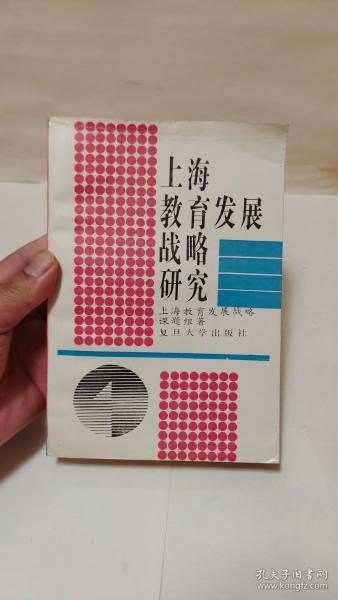 上海
教育发展
战略
研究
上海教育发展战略
课题组著
复旦大学出版社
1
孔夫子旧书网
www.kongfz.com